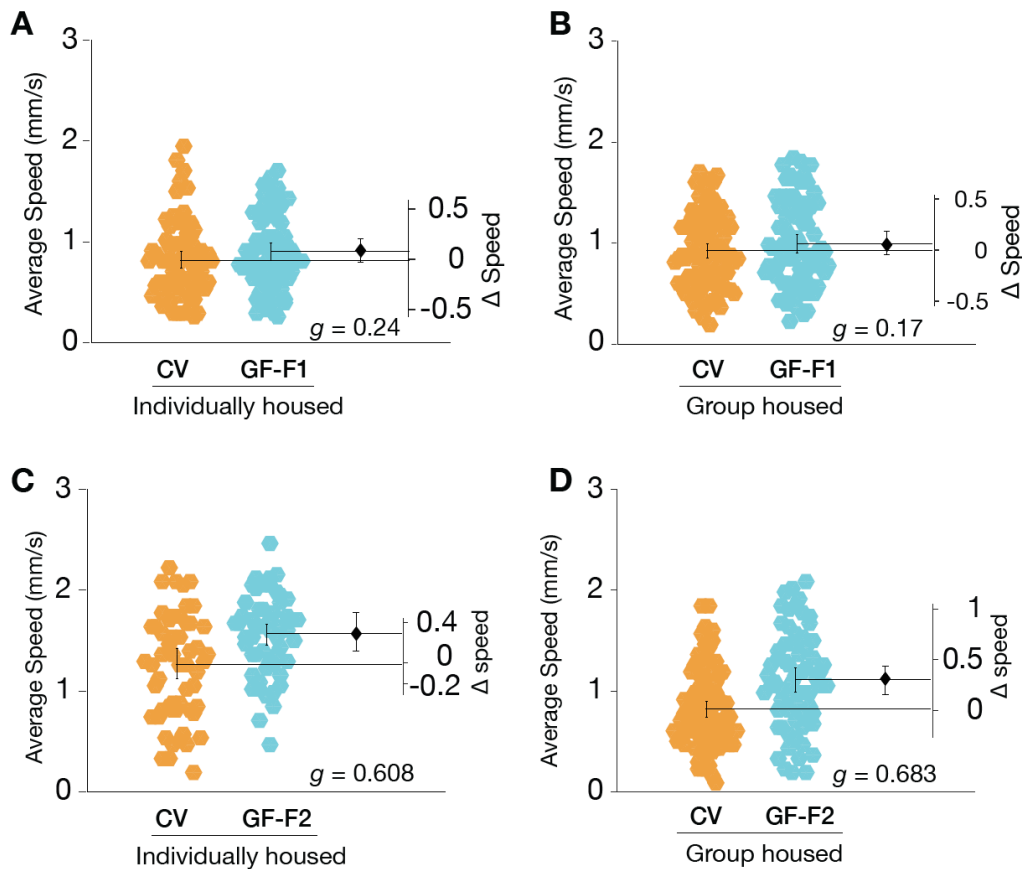 A
3
2
1
0
Average Speed (mm/s)
0.5
0
-0.5
Δ Speed
g = 0.24
CV GF-F1
Individually housed
B
3
2
1
0
Average Speed (mm/s)
0.5
0
-0.5
Δ Speed
g = 0.17
CV GF-F1
Group housed
C
3
2
1
0
Average Speed (mm/s)
0.4
0
-0.2
Δ speed
g = 0.608
CV GF-F2
Individually housed
D
3
2
1
0
Average Speed (mm/s)
1
0.5
0
Δ speed
g = 0.683
CV GF-F2
Group housed